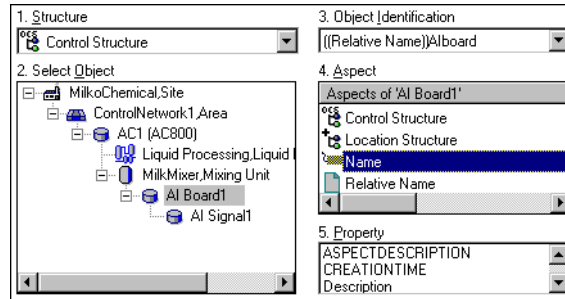 1. Structure
Control Structure
2. Select Object
MilkoChemical,Site
ControlNetwork1,Area
AC1 (AC800)
Liquid Processing,Liquid
MilkMixer,Mixing Unit
AI Board1
AI Signal1
3. Object Identification
((Relative Name))AIboard
4. Aspect
Aspects of 'AI Board1'
Control Structure
Location Structure
Name
Relative Name
5. Property
ASPECTDESCRIPTION
CREATIONTIME
Description